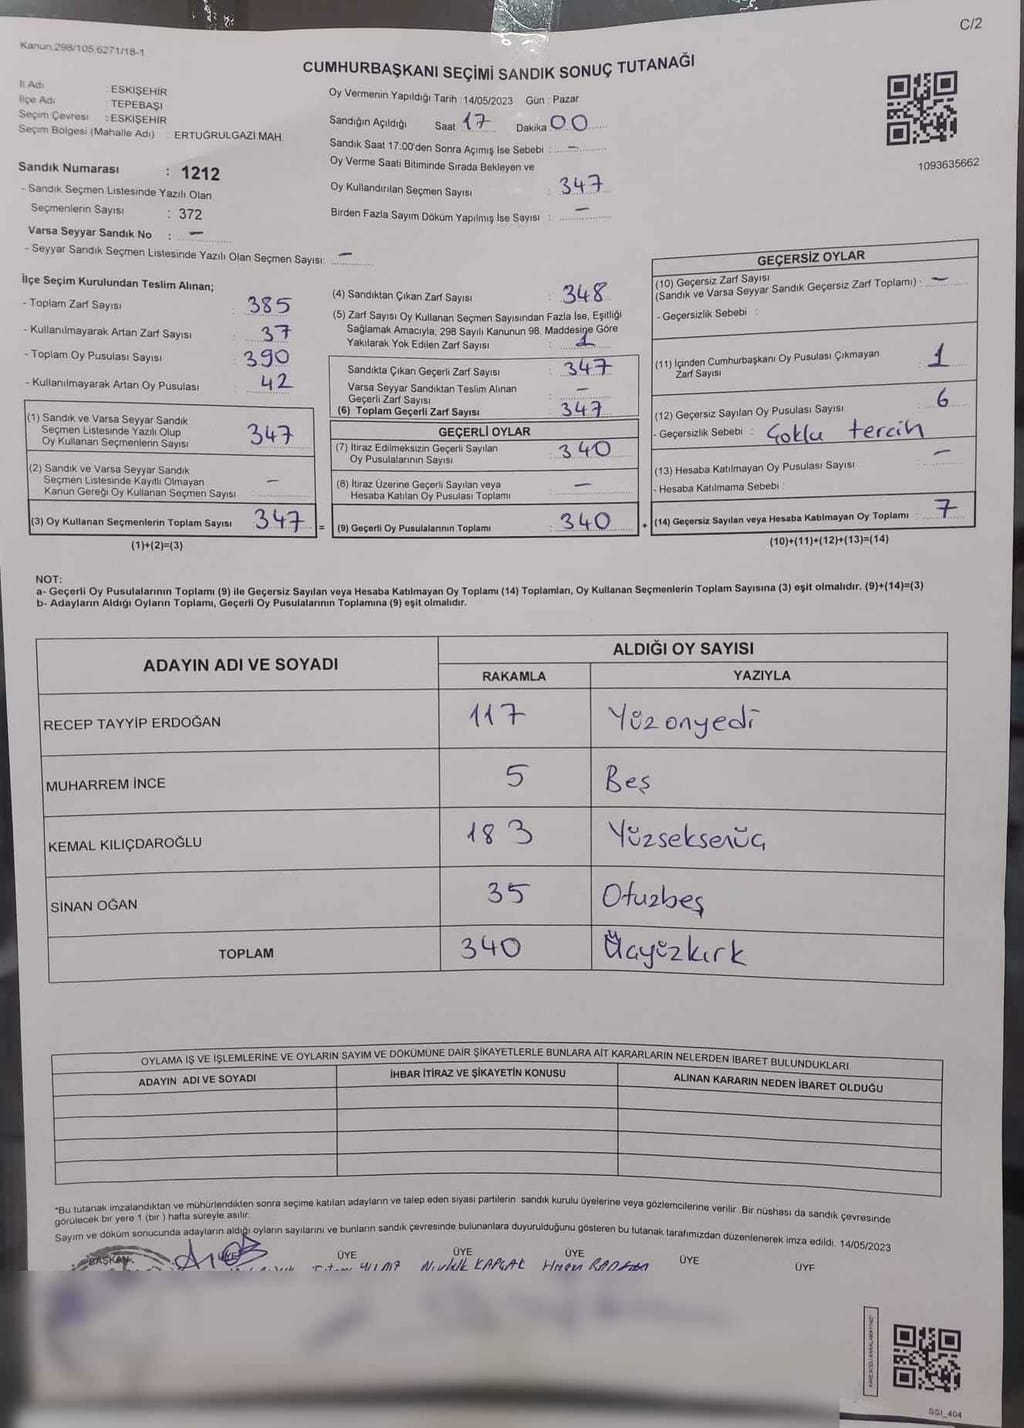 C/2
Kanun.298/105.6271/18-1
CUMHURBAŞKANI SEÇİMİ SANDIK SONUÇ TUTANAĞI
İl Adı : ESKİŞEHİR
İlçe Adı : TEPEBAŞI
Seçim Çevresi : ESKİŞEHİR
Seçim Bölgesi (Mahalle Adı) : ERTUĞRULGAZİ MAH.
Sandık Numarası : 1212
- Sandık Seçmen Listesinde Yazılı Olan
Seçmenlerin Sayısı : 372
Varsa Seyyar Sandık No : -
- Seyyar Sandık Seçmen Listesinde Yazılı Olan Seçmen Sayısı: -
Oy Vermenin Yapıldığı Tarih :14/05/2023 Gün : Pazar
Sandığın Açıldığı Saat 17 Dakika 00
Sandık Saat 17:00'den Sonra Açımış İse Sebebi : -
Oy Verme Saati Bitiminde Sırada Bekleyen ve
Oy Kullandırılan Seçmen Sayısı : 347
Birden Fazla Sayım Döküm Yapılmış İse Sayısı : -
1093635662
İlçe Seçim Kurulundan Teslim Alınan;
- Toplam Zarf Sayısı : 385
- Kullanılmayarak Artan Zarf Sayısı : 37
- Toplam Oy Pusulası Sayısı : 390
- Kullanılmayarak Artan Oy Pusulası : 42
(1) Sandık ve Varsa Seyyar Sandık
Seçmen Listesinde Yazılı Olup
Oy Kullanan Seçmenlerin Sayısı : 347
(2) Sandık ve Varsa Seyyar Sandık
Seçmen Listesinde Kayıtlı Olmayan
Kanun Gereği Oy Kullanan Seçmen Sayısı : -
(3) Oy Kullanan Seçmenlerin Toplam Sayısı : 347 =
(1)+(2)=(3)
(4) Sandıktan Çıkan Zarf Sayısı : 348
(5) Zarf Sayısı Oy Kullanan Seçmen Sayısından Fazla İse, Eşitliği
Sağlamak Amacıyla; 298 Sayılı Kanunun 98. Maddesine Göre
Yakılarak Yok Edilen Zarf Sayısı : 1
Sandıkta Çıkan Geçerli Zarf Sayısı : 347
Varsa Seyyar Sandıktan Teslim Alınan
Geçerli Zarf Sayısı : -
(6) Toplam Geçerli Zarf Sayısı : 347
GEÇERLİ OYLAR
(7) İtiraz Edilmeksizin Geçerli Sayılan
Oy Pusulalarının Sayısı : 340
(8) İtiraz Üzerine Geçerli Sayılan veya
Hesaba Katılan Oy Pusulası Toplamı : -
(9) Geçerli Oy Pusulalarının Toplamı : 340 +
GEÇERSİZ OYLAR
(10) Geçersiz Zarf Sayısı
(Sandık ve Varsa Seyyar Sandık Geçersiz Zarf Toplamı) : -
- Geçersizlik Sebebi :
(11) İçinden Cumhurbaşkanı Oy Pusulası Çıkmayan
Zarf Sayısı : 1
(12) Geçersiz Sayılan Oy Pusulası Sayısı : 6
- Geçersizlik Sebebi : Çoklu tercih
(13) Hesaba Katılmayan Oy Pusulası Sayısı : -
- Hesaba Katılmama Sebebi :
(14) Geçersiz Sayılan veya Hesaba Katılmayan Oy Toplamı : 7
(10)+(11)+(12)+(13)=(14)
NOT:
a- Geçerli Oy Pusulalarının Toplamı (9) ile Geçersiz Sayılan veya Hesaba Katılmayan Oy Toplamı (14) Toplamları, Oy Kullanan Seçmenlerin Toplam Sayısına (3) eşit olmalıdır. (9)+(14)=(3)
b- Adayların Aldığı Oyların Toplamı, Geçerli Oy Pusulalarının Toplamına (9) eşit olmalıdır.
ADAYIN ADI VE SOYADI ALDIĞI OY SAYISI
RAKAMLA YAZIYLA
RECEP TAYYİP ERDOĞAN 117 Yüzonyedi
MUHARREM İNCE 5 Beş
KEMAL KILIÇDAROĞLU 183 Yüzseksenüç
SİNAN OĞAN 35 Otuzbeş
TOPLAM 340 Üçyüzkırk
OYLAMA İŞ VE İŞLEMLERİNE VE OYLARIN SAYIM VE DÖKÜMÜNE DAİR ŞİKAYETLERLE BUNLARA AİT KARARLARIN NELERDEN İBARET BULUNDUKLARI
ADAYIN ADI VE SOYADI İHBAR İTİRAZ VE ŞİKAYETİN KONUSU ALINAN KARARIN NEDEN İBARET OLDUĞU
*Bu tutanak imzalandıktan ve mühürlendikten sonra seçime katılan adayların ve talep eden siyasi partilerin sandık kurulu üyelerine veya gözlemcilerine verilir. Bir nüshası da sandık çevresinde
görülecek bir yere 1 (bir) hafta süreyle asılır.
Sayım ve döküm sonucunda adayların aldığı oyların sayılarını ve bunların sandık çevresinde bulunanlara duyurulduğunu gösteren bu tutanak tarafımızdan düzenlenerek imza edildi. 14/05/2023
BAŞKAN ÜYE ÜYE ÜYE ÜYE ÜYE ÜYE
SSI_404